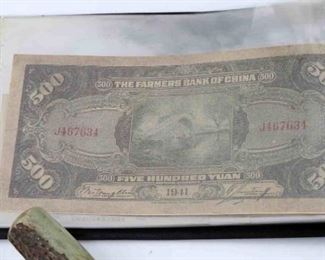 500 THE FARMERS BANK OF CHINA 500
500 500
J467634 J467634
500 FIVE HUNDRED YUAN 500
1941